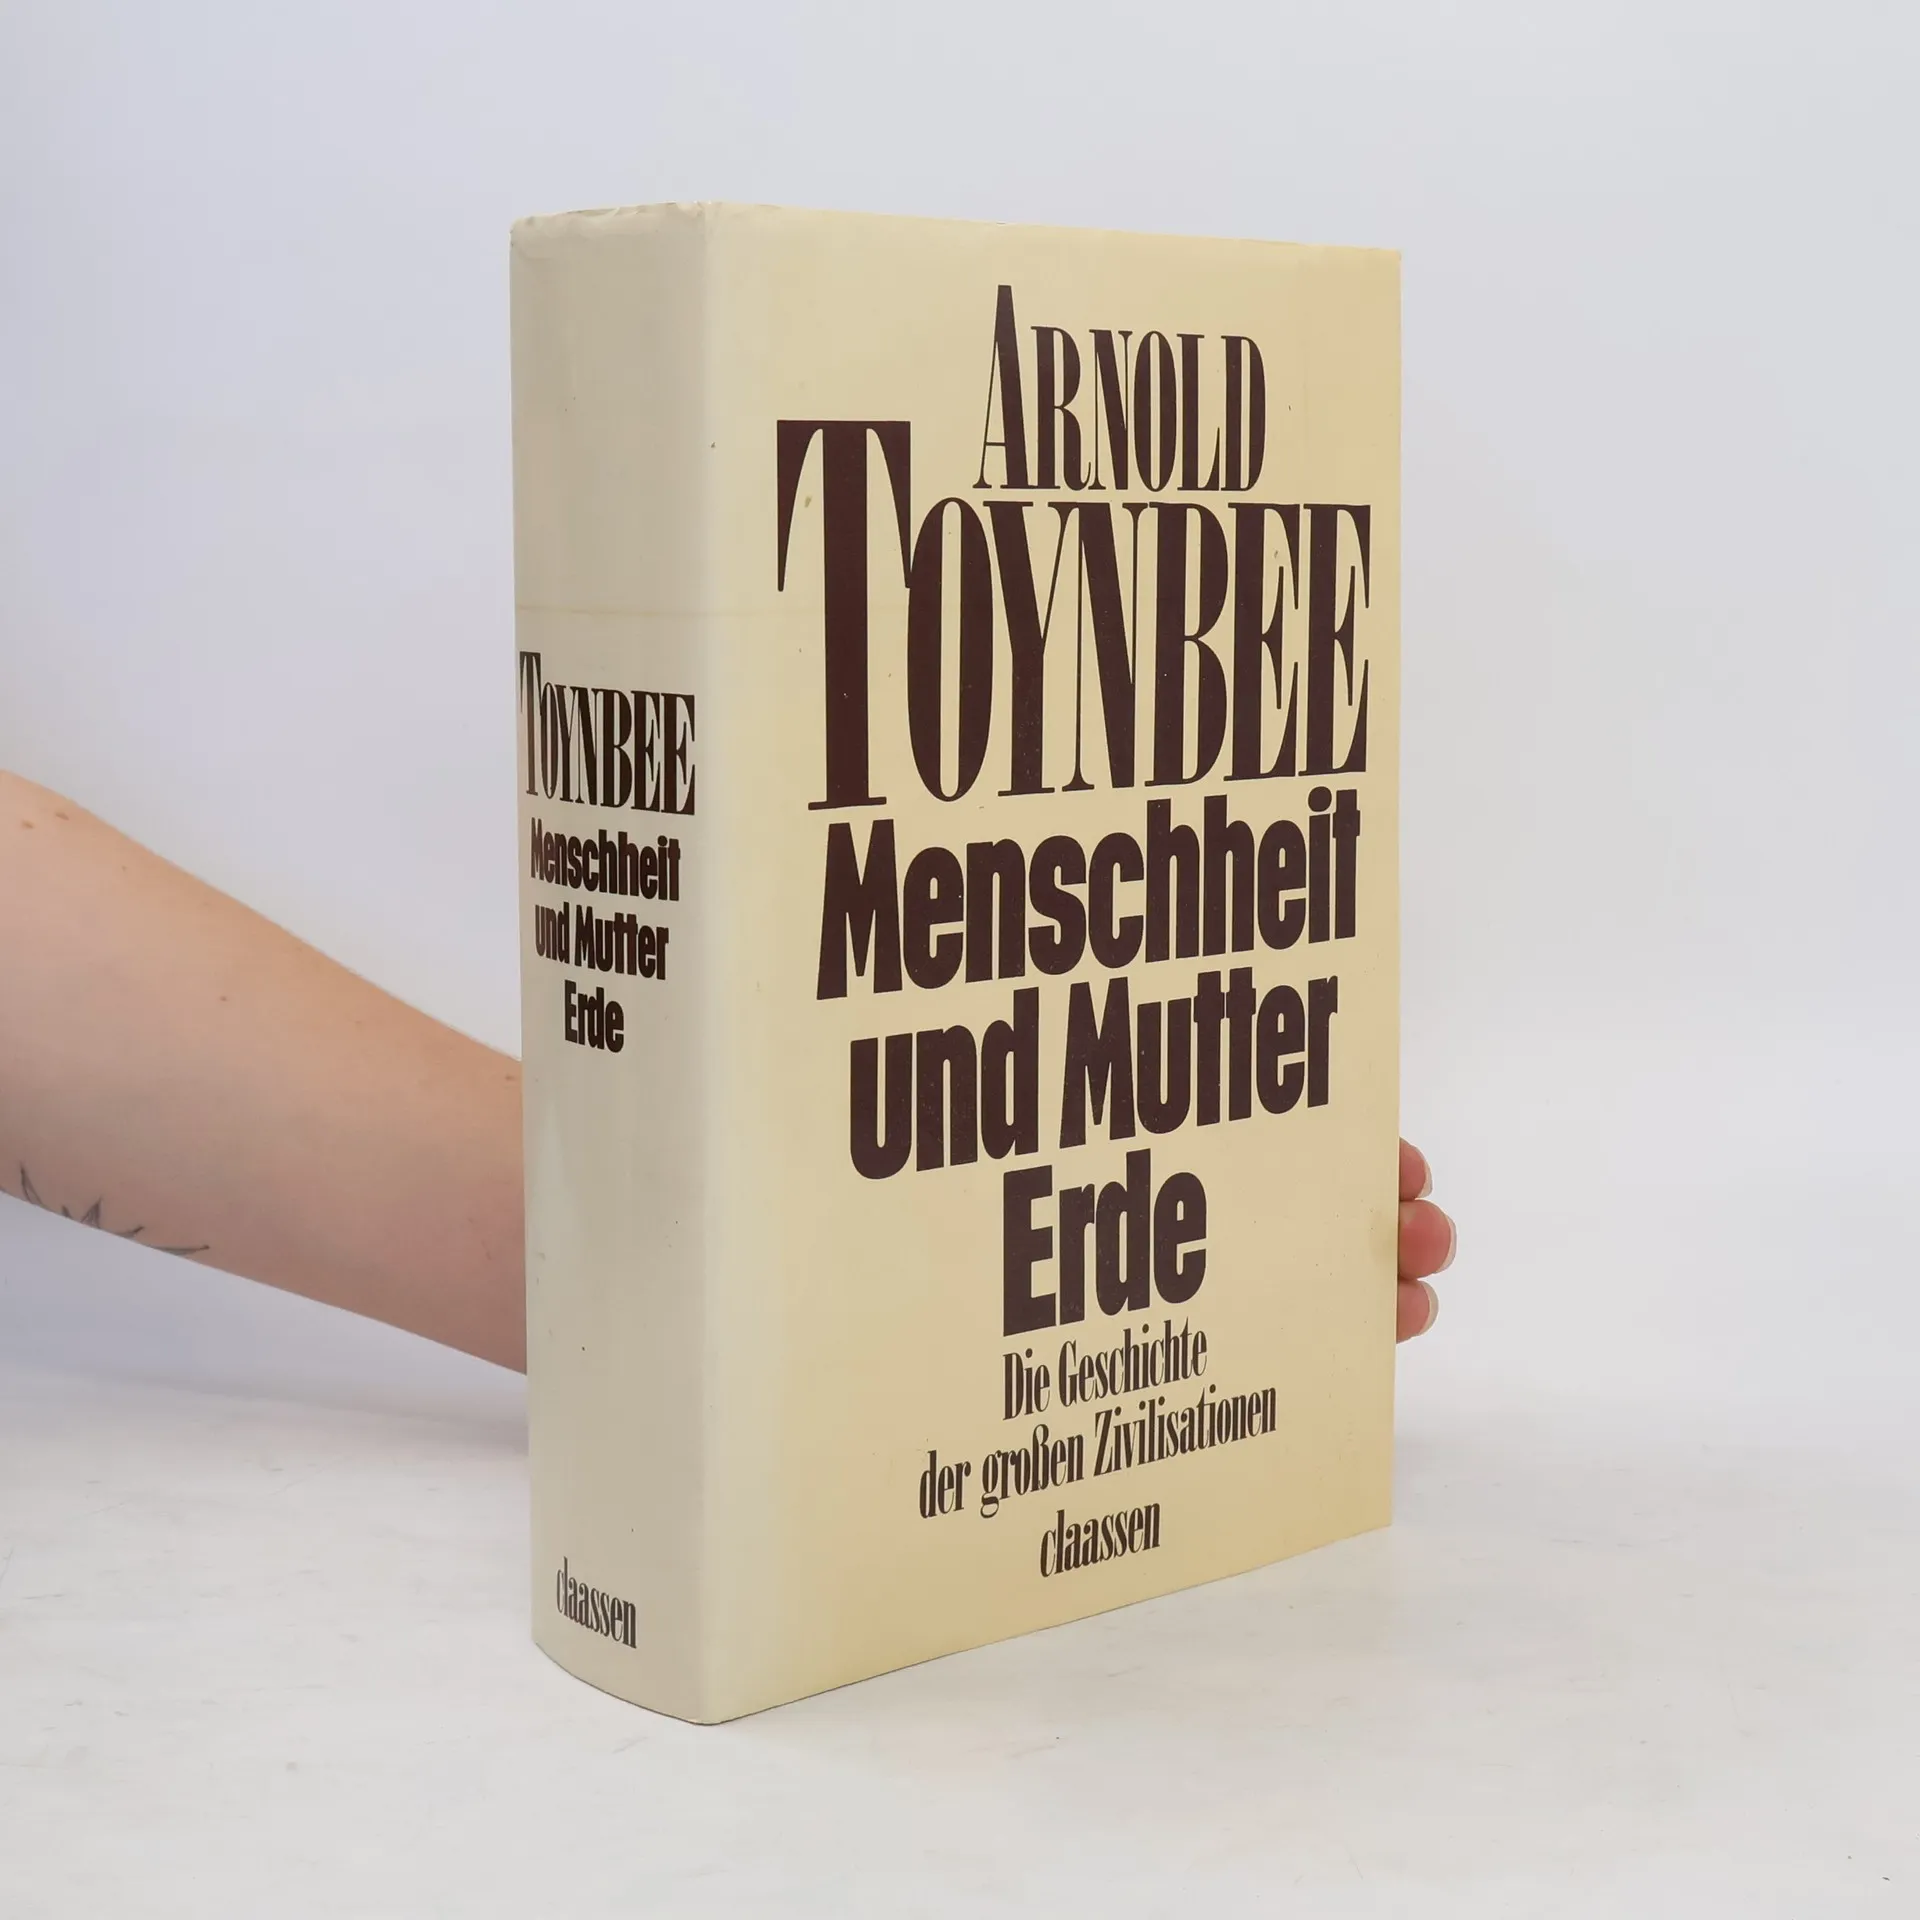 TOYNBEE
Menschheit
und Mutter
Erde
claassen
ARNOLD
TOYNBEE
Menschheit
und Mutter
Erde
Die Geschichte
der großen Zivilisationen
claassen